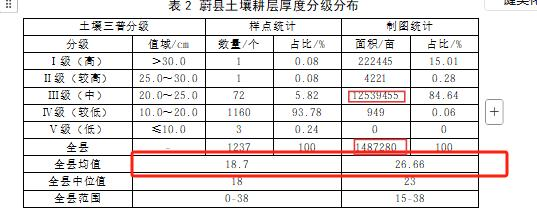 表 2 蔚县土壤耕层厚度分级分布
土壤三普分级 样点统计 制图统计
分级 值域/cm 数量/个 占比/% 面积/亩 占比/%
Ⅰ级（高） >30.0 1 0.08 222445 15.01
Ⅱ级（较高） 25.0～30.0 1 0.08 4221 0.28
Ⅲ级（中） 20.0～25.0 72 5.82 12539455 84.64
Ⅳ级（较低） 10.0～20.0 1160 93.78 949 0.06
Ⅴ级（低） ≤10.0 3 0.24 0 0
全县 - 1237 100 1487280 100
全县均值 18.7 26.66
全县中位值 18 23
全县范围 0-38 15-38